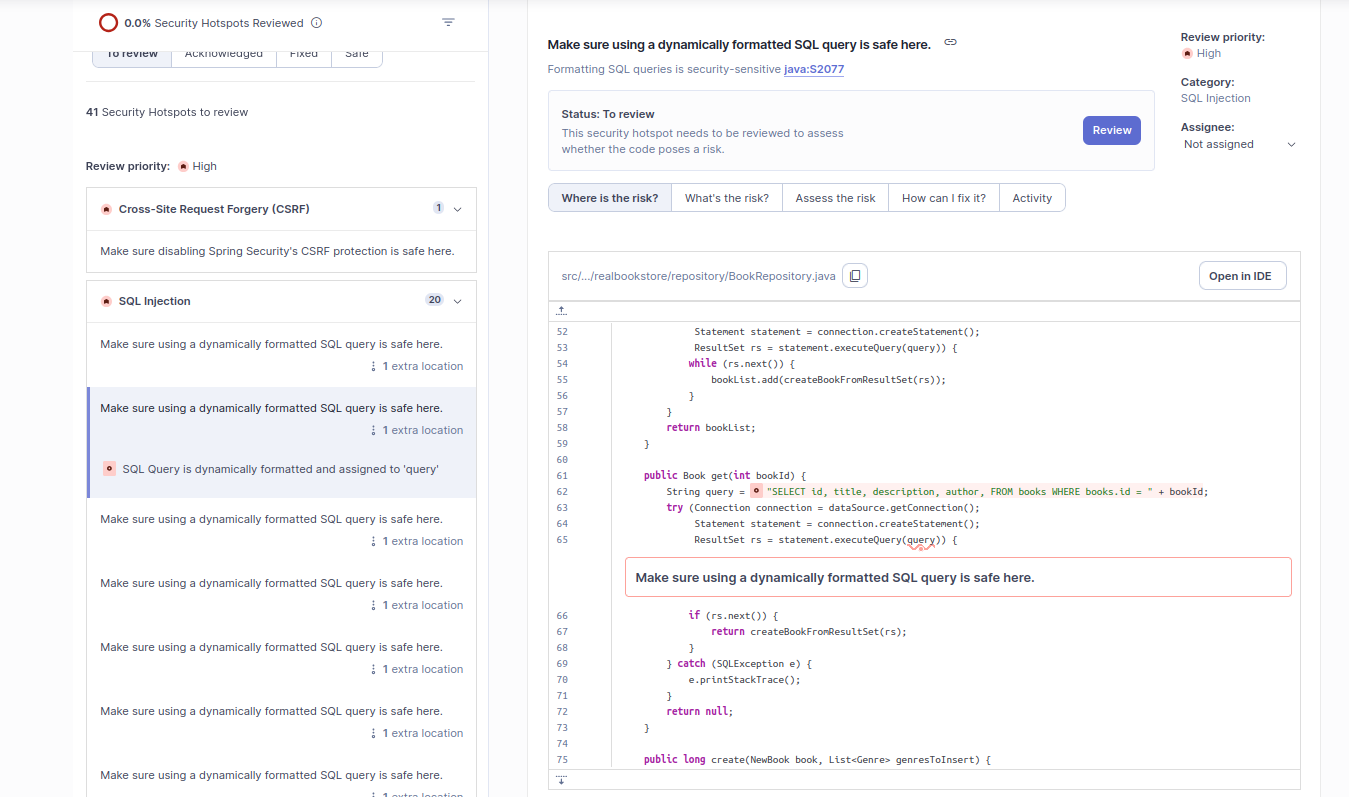 0.0% Security Hotspots Reviewed
To review Acknowledged Fixed Safe
41 Security Hotspots to review
Review priority: High
Cross-Site Request Forgery (CSRF) 1
Make sure disabling Spring Security's CSRF protection is safe here.
SQL Injection 20
Make sure using a dynamically formatted SQL query is safe here.
1 extra location
Make sure using a dynamically formatted SQL query is safe here.
1 extra location
SQL Query is dynamically formatted and assigned to 'query'
Make sure using a dynamically formatted SQL query is safe here.
1 extra location
Make sure using a dynamically formatted SQL query is safe here.
1 extra location
Make sure using a dynamically formatted SQL query is safe here.
1 extra location
Make sure using a dynamically formatted SQL query is safe here.
1 extra location
Make sure using a dynamically formatted SQL query is safe here.
1 extra location
Make sure using a dynamically formatted SQL query is safe here.
Formatting SQL queries is security-sensitive java:S2077
Status: To review
This security hotspot needs to be reviewed to assess
whether the code poses a risk.
Review
Review priority:
High
Category:
SQL Injection
Assignee:
Not assigned
Where is the risk? What's the risk? Assess the risk How can I fix it? Activity
src/.../realbookstore/repository/BookRepository.java Open in IDE
52 Statement statement = connection.createStatement();
53 ResultSet rs = statement.executeQuery(query)) {
54 while (rs.next()) {
55 bookList.add(createBookFromResultSet(rs));
56 }
57 }
58 return bookList;
59 }
60
61 public Book get(int bookId) {
62 String query = "SELECT id, title, description, author, FROM books WHERE books.id = " + bookId;
63 try (Connection connection = dataSource.getConnection();
64 Statement statement = connection.createStatement();
65 ResultSet rs = statement.executeQuery(query)) {
Make sure using a dynamically formatted SQL query is safe here.
66 if (rs.next()) {
67 return createBookFromResultSet(rs);
68 }
69 } catch (SQLException e) {
70 e.printStackTrace();
71 }
72 return null;
73 }
74
75 public long create(NewBook book, List<Genre> genresToInsert) {